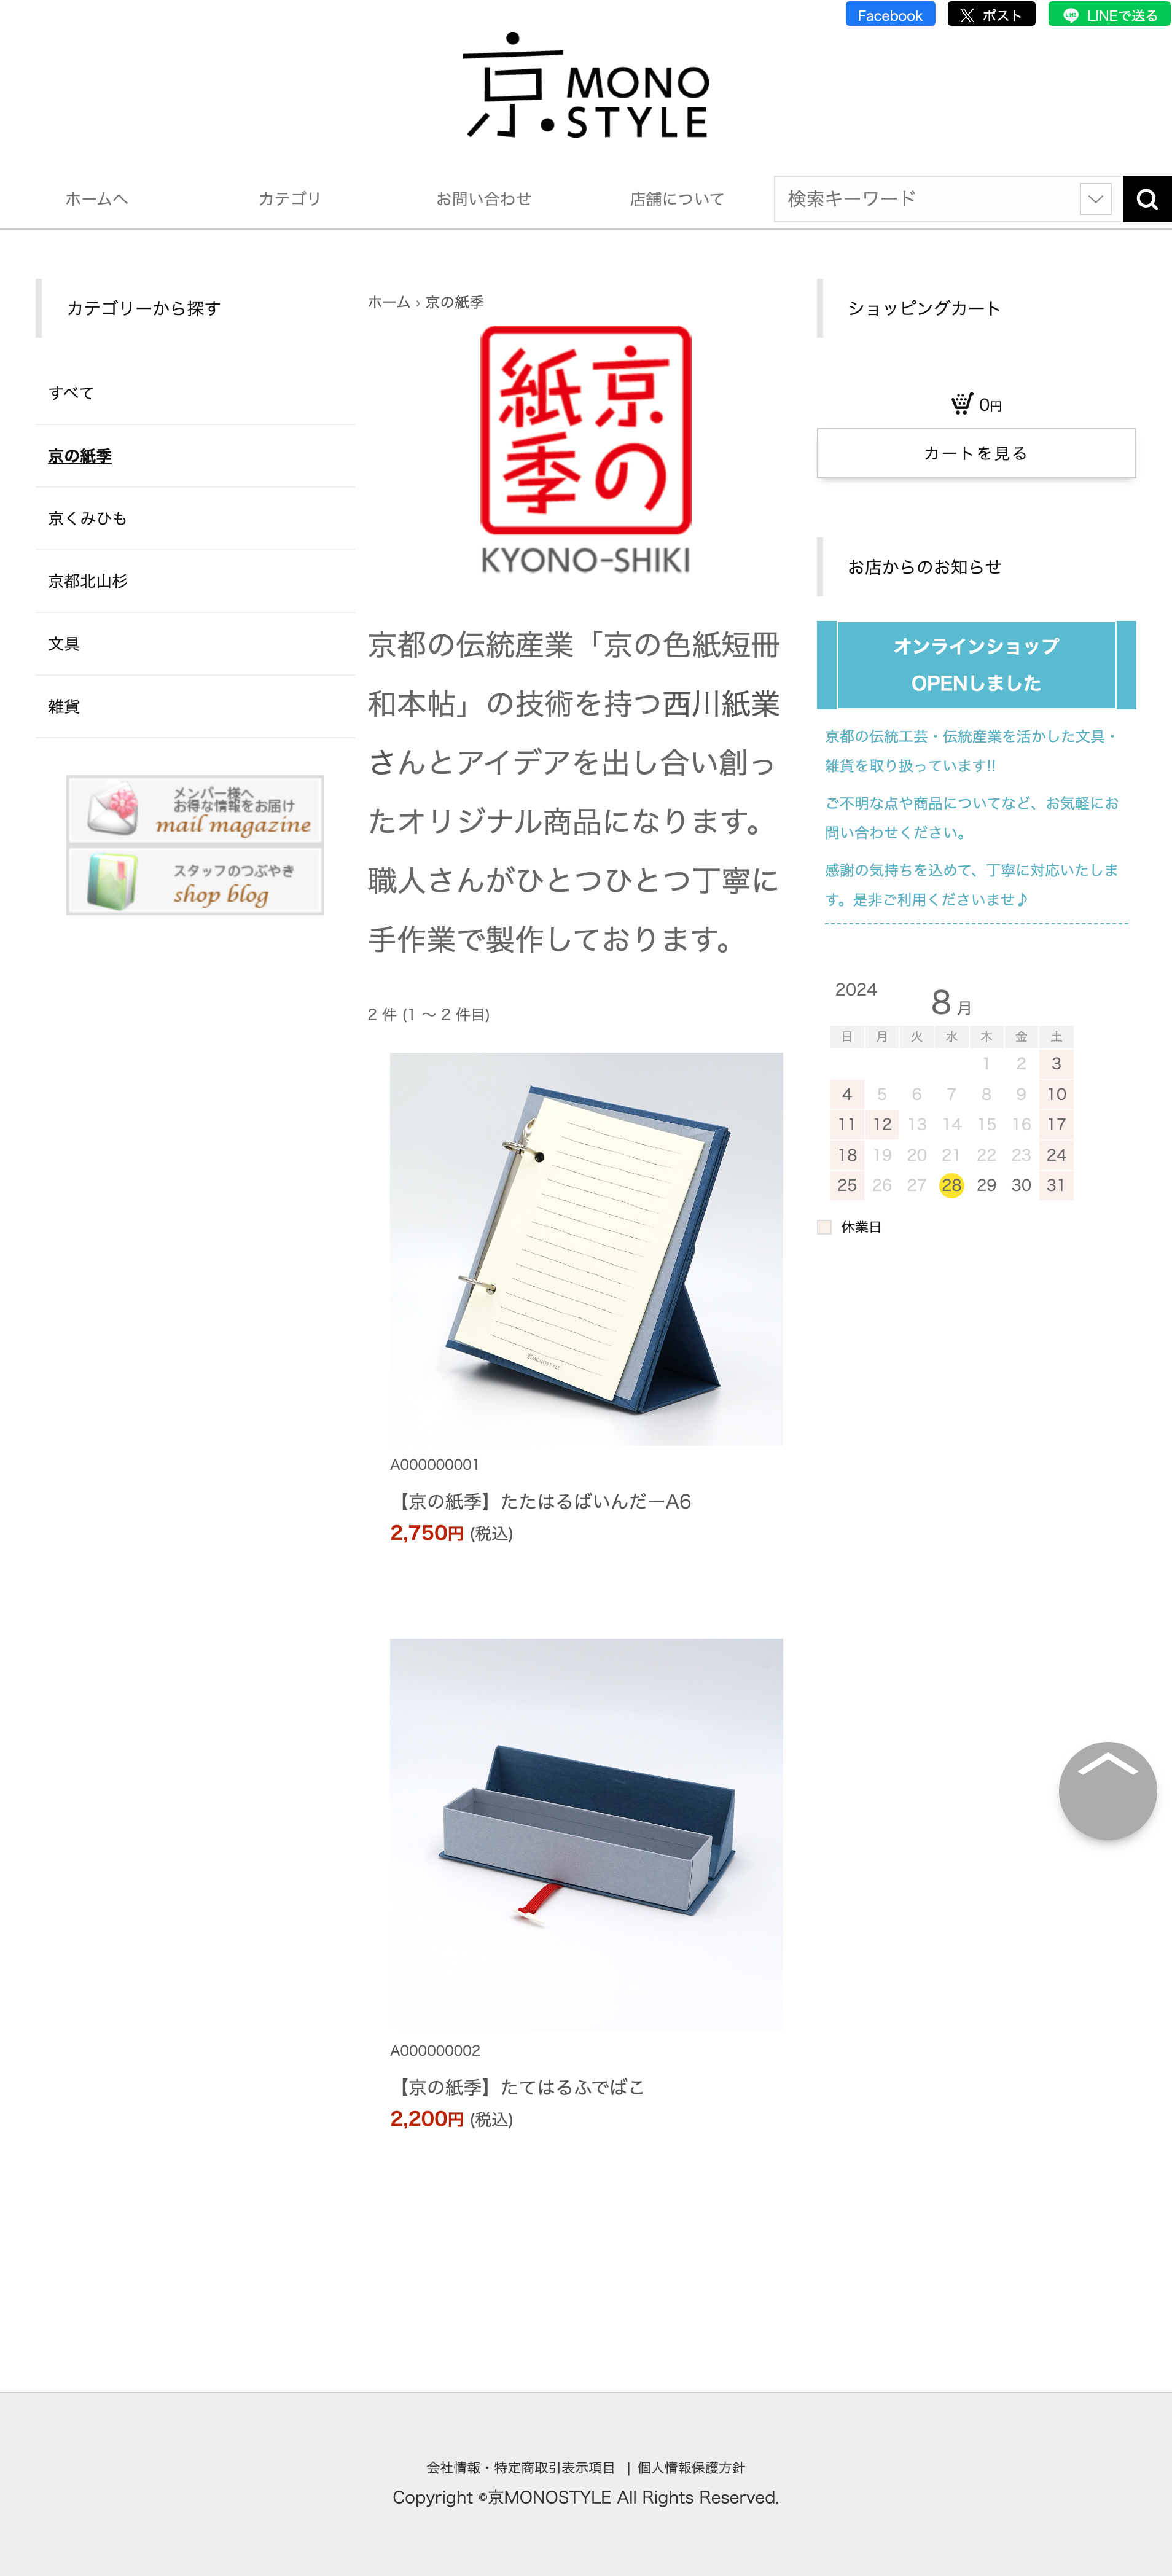 Facebook
ポスト
LINE LINEで送る
京 MONO
STYLE
ホームへ
カテゴリ
お問い合わせ
店舗について
検索キーワード
カテゴリーから探す
すべて
京の紙季
京くみひも
京都北山杉
文具
雑貨
メンバー様へ
お得な情報をお届け
mail magazine
スタッフのつぶやき
shop blog
ホーム › 京の紙季
京の
紙季
KYONO-SHIKI
京都の伝統産業「京の色紙短冊
和本帖」の技術を持つ西川紙業
さんとアイデアを出し合い創っ
たオリジナル商品になります。
職人さんがひとつひとつ丁寧に
手作業で製作しております。
2 件 (1 ～ 2 件目)
京MONOSTYLE
A000000001
【京の紙季】たたはるばいんだーA6
2,750円 (税込)
A000000002
【京の紙季】たてはるふでばこ
2,200円 (税込)
ショッピングカート
0円
カートを見る
お店からのお知らせ
オンラインショップ
OPENしました
京都の伝統工芸・伝統産業を活かした文具・
雑貨を取り扱っています!!
ご不明な点や商品についてなど、お気軽にお
問い合わせください。
感謝の気持ちを込めて、丁寧に対応いたしま
す。是非ご利用くださいませ♪
2024
8 月
日 月 火 水 木 金 土
1 2 3
4 5 6 7 8 9 10
11 12 13 14 15 16 17
18 19 20 21 22 23 24
25 26 27 28 29 30 31
休業日
会社情報・特定商取引表示項目 | 個人情報保護方針
Copyright ©京MONOSTYLE All Rights Reserved.